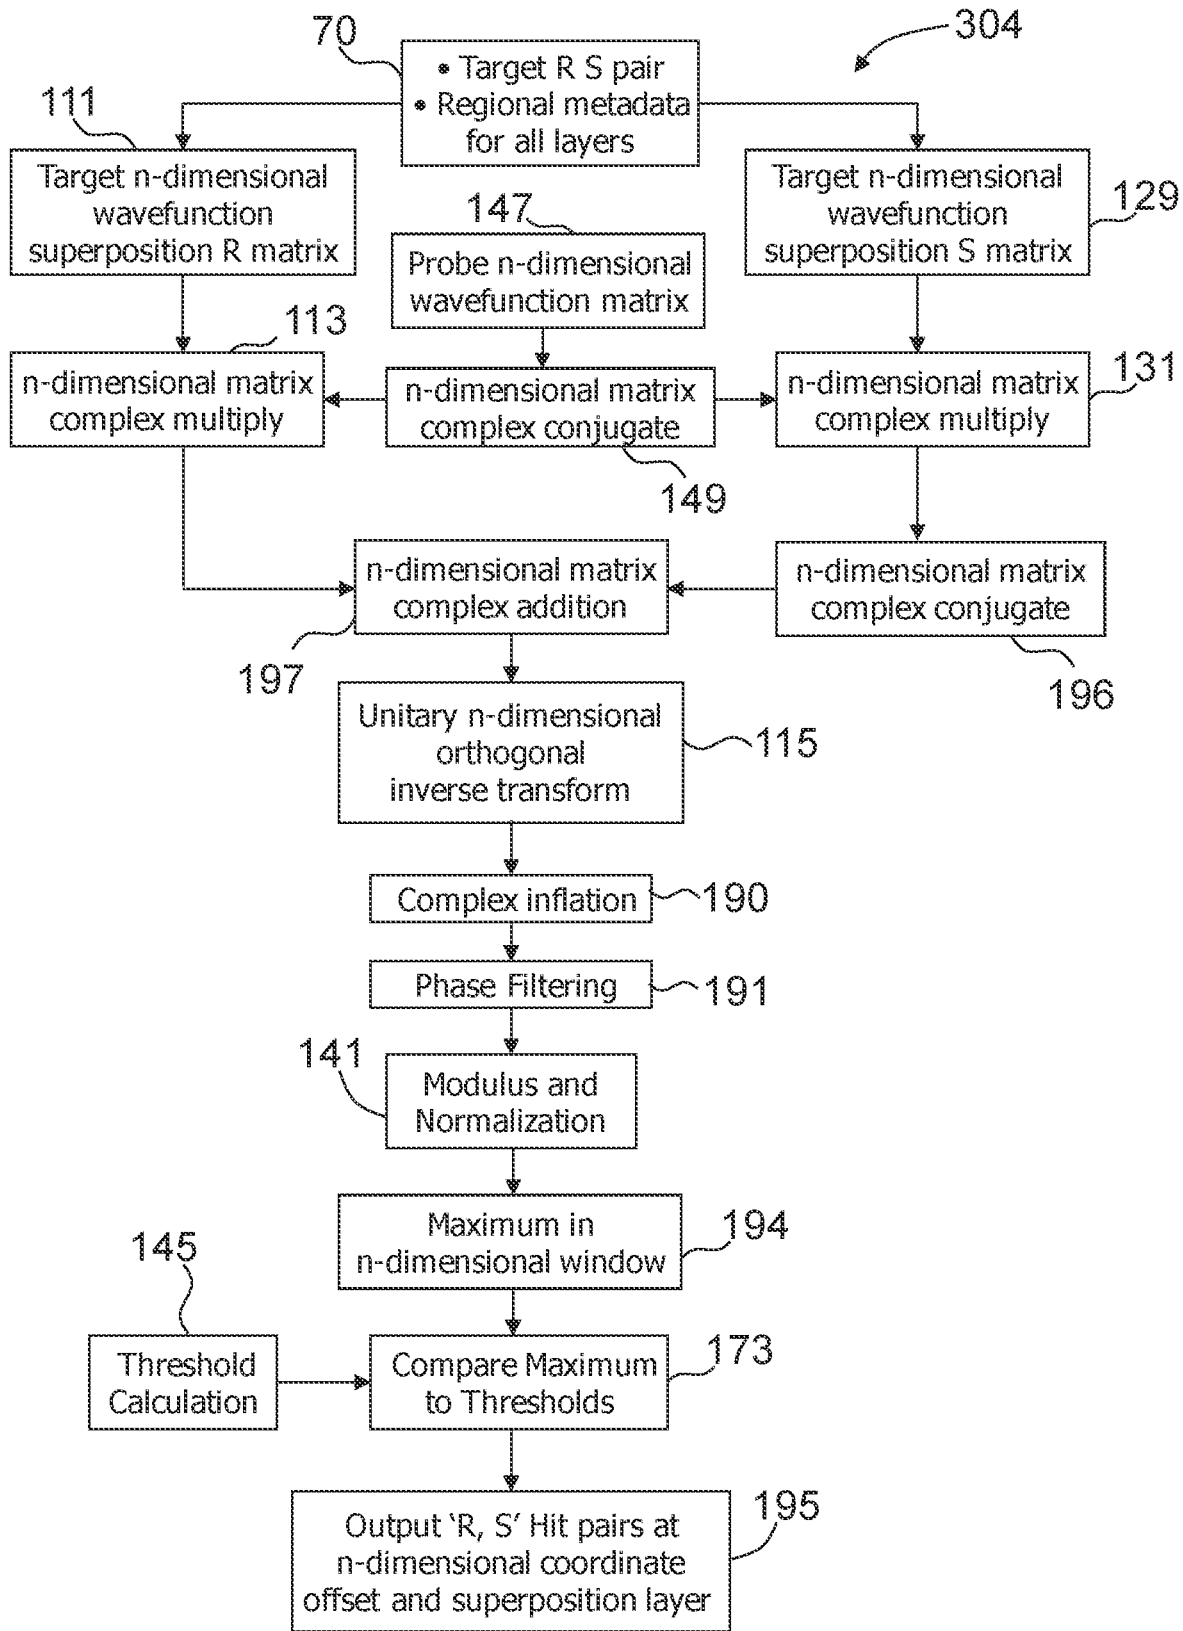 70
304
• Target R S pair
• Regional metadata
for all layers
111
Target n-dimensional
wavefunction
superposition R matrix
147
Probe n-dimensional
wavefunction matrix
Target n-dimensional
wavefunction
superposition S matrix
129
113
n-dimensional matrix
complex multiply
n-dimensional matrix
complex conjugate
149
n-dimensional matrix
complex multiply
131
n-dimensional matrix
complex addition
197
n-dimensional matrix
complex conjugate
196
Unitary n-dimensional
orthogonal
inverse transform
115
Complex inflation
190
Phase Filtering
191
141
Modulus and
Normalization
Maximum in
n-dimensional window
194
145
Threshold
Calculation
Compare Maximum
to Thresholds
173
Output ‘R, S’ Hit pairs at
n-dimensional coordinate
offset and superposition layer
195